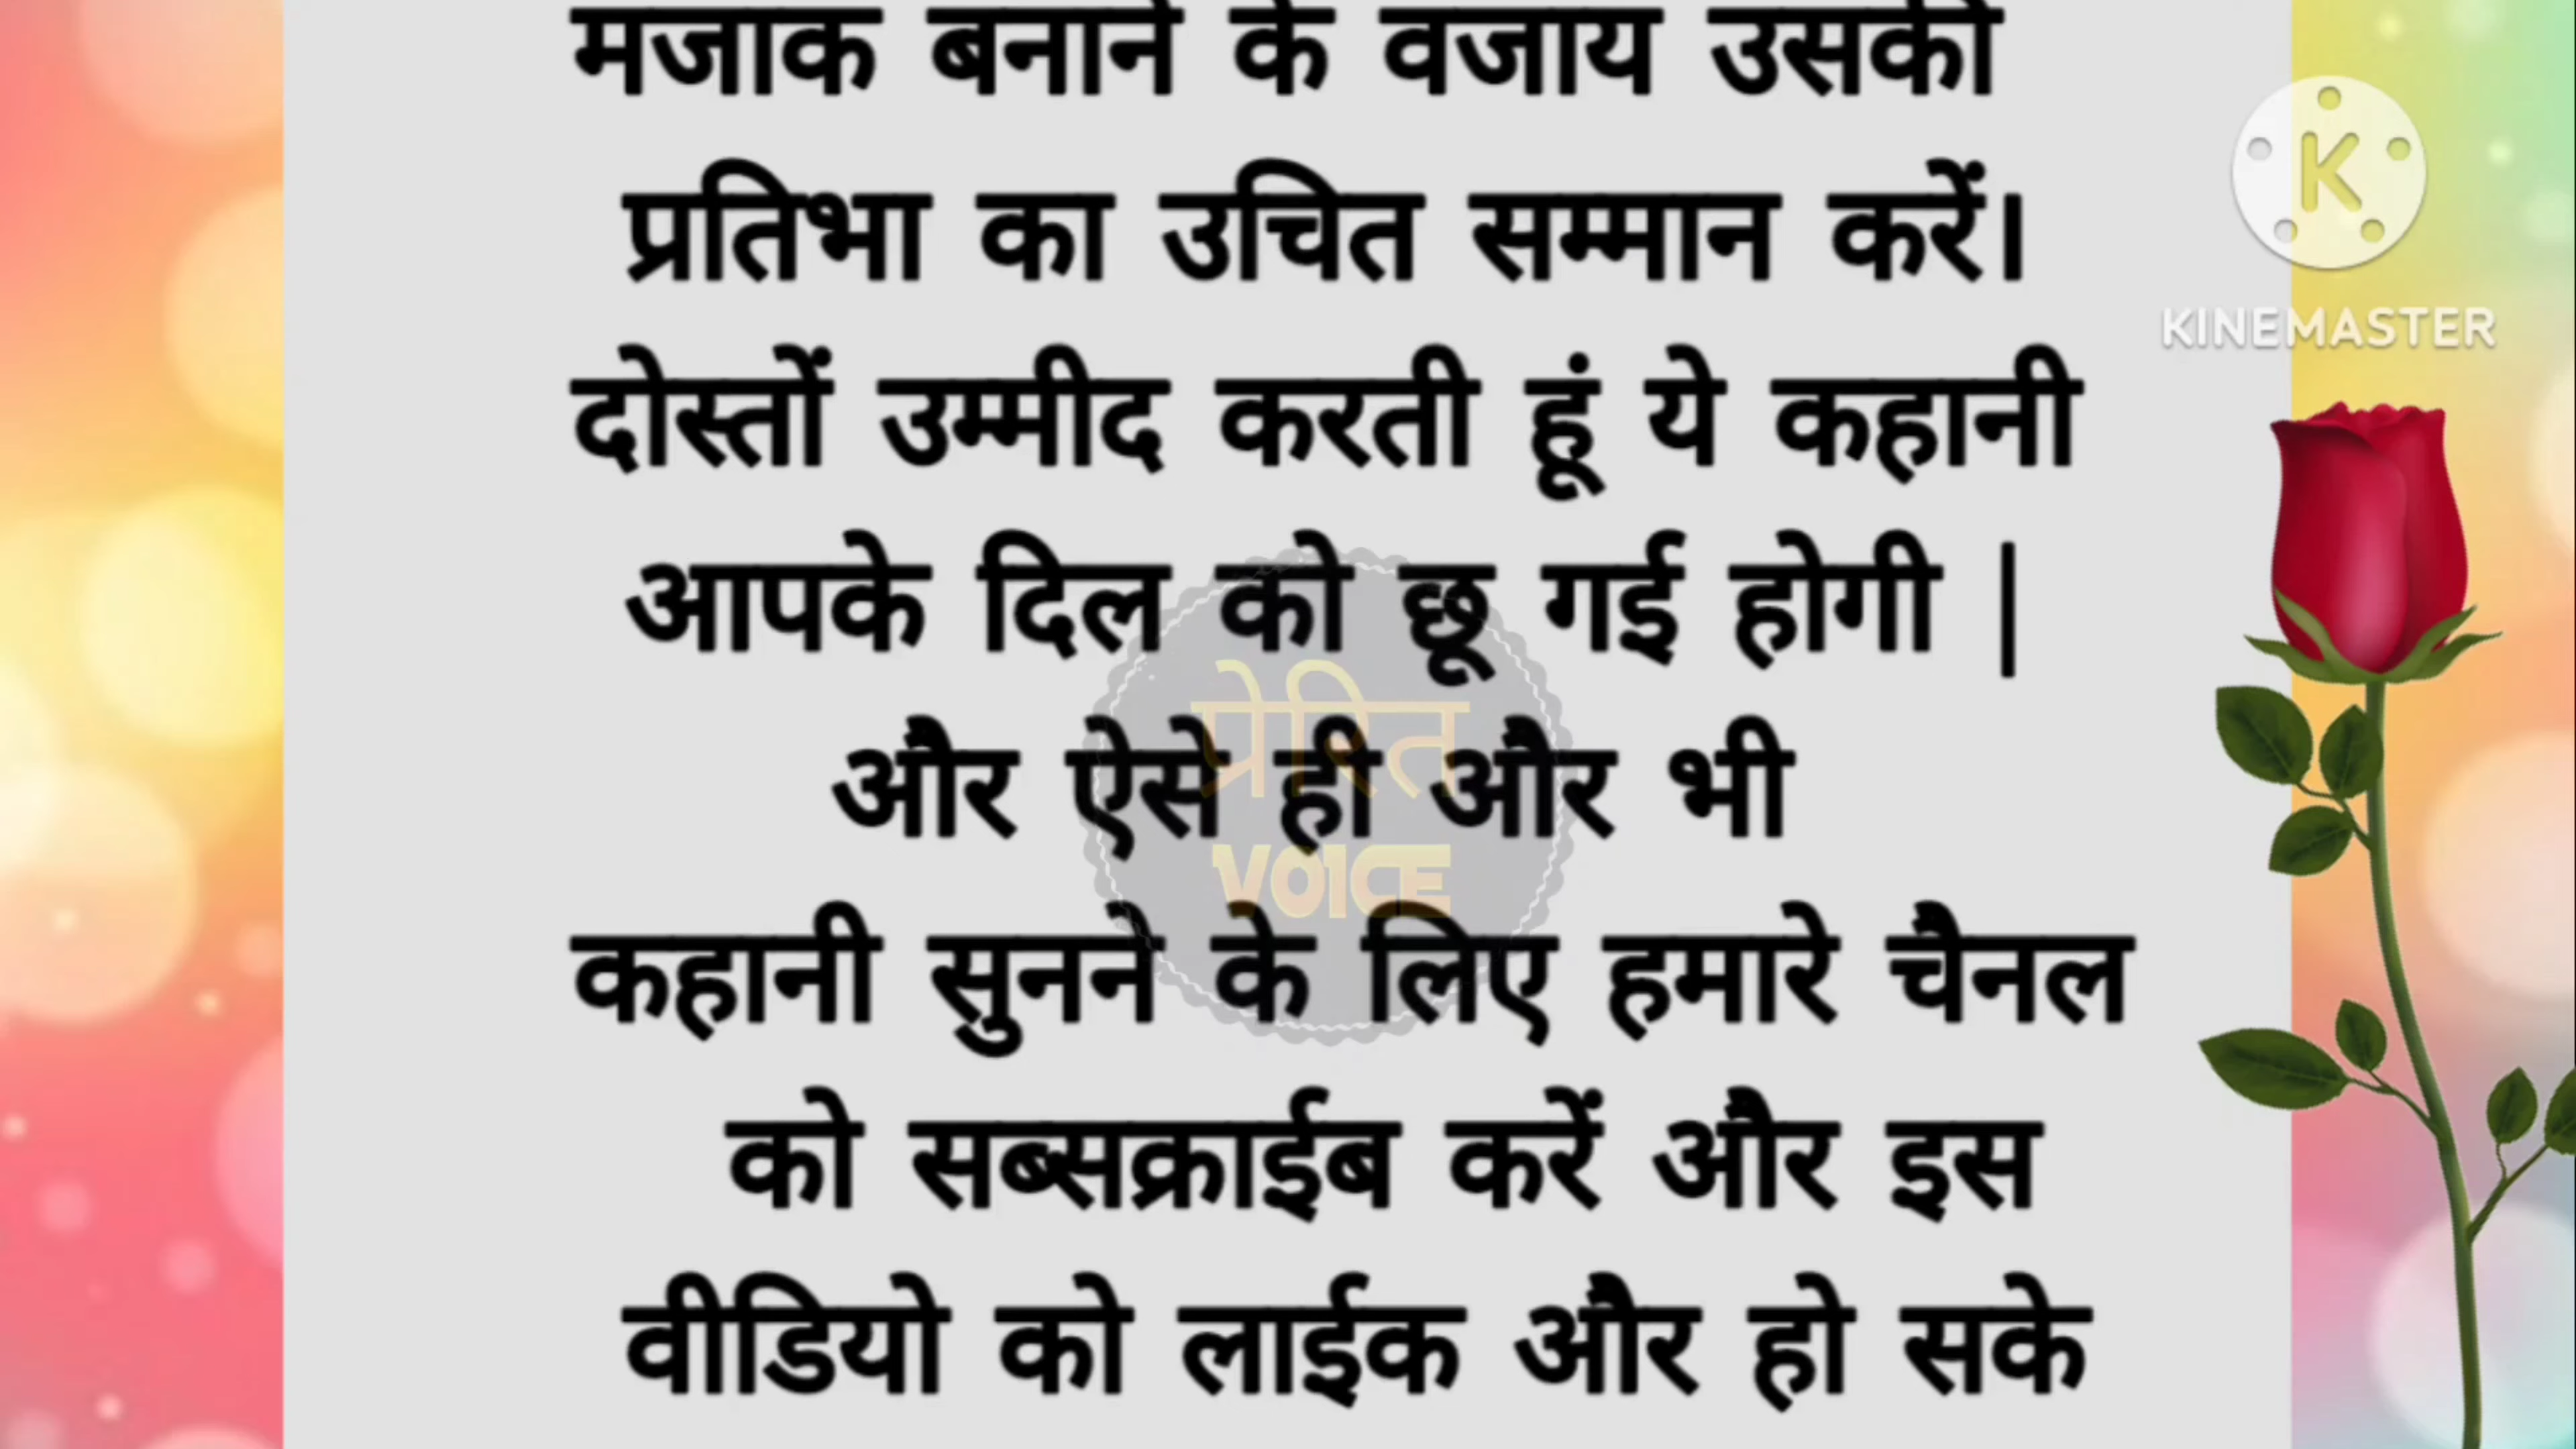 मजाक बनाने के वजाय उसकी
प्रतिभा का उचित सम्मान करें।
दोस्तों उम्मीद करती हूं ये कहानी
आपके दिल को छू गई होगी |
और ऐसे ही और भी
कहानी सुनने के लिए हमारे चैनल
को सब्सक्राईब करें और इस
वीडियो को लाईक और हो सके
K
KINEMASTER
प्रेरित
VOICE